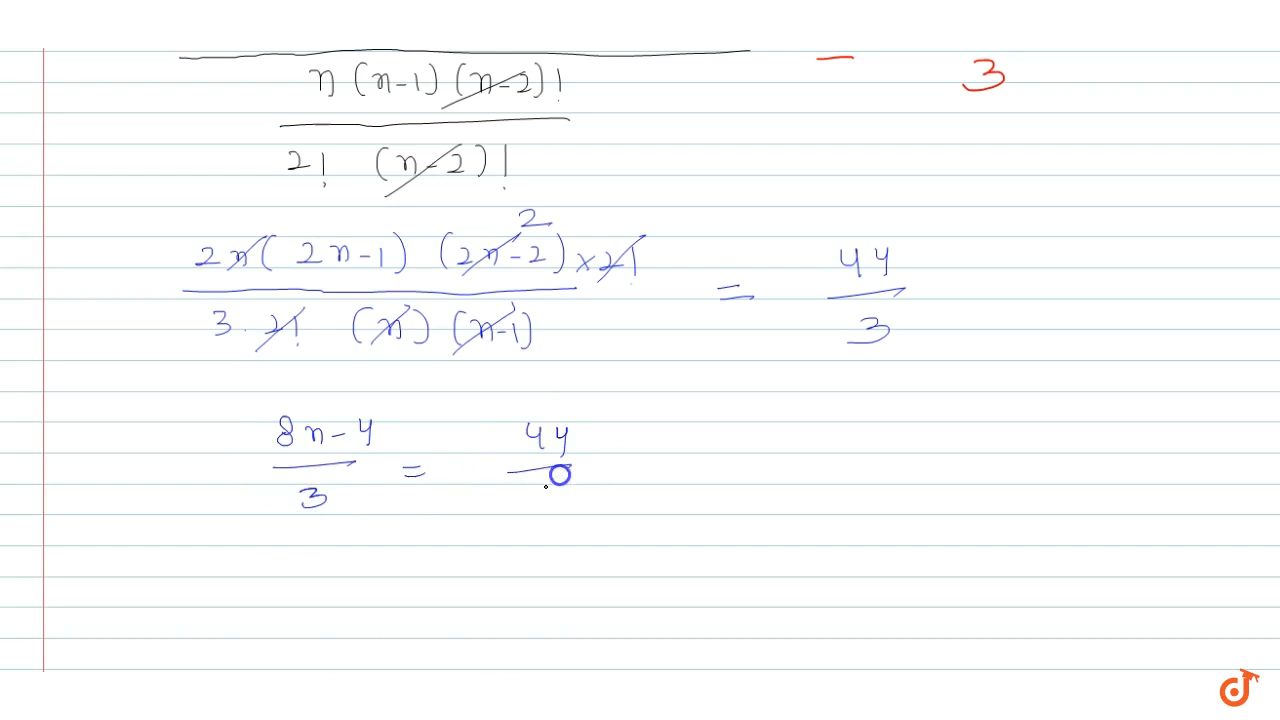 n (n-1) (n-2)! 3
2! (n-2)!
2
2n (2n-1) (2n-2) × 2! = 44
3 . 2! (n) (n-1) 3
8n-4 = 44
3